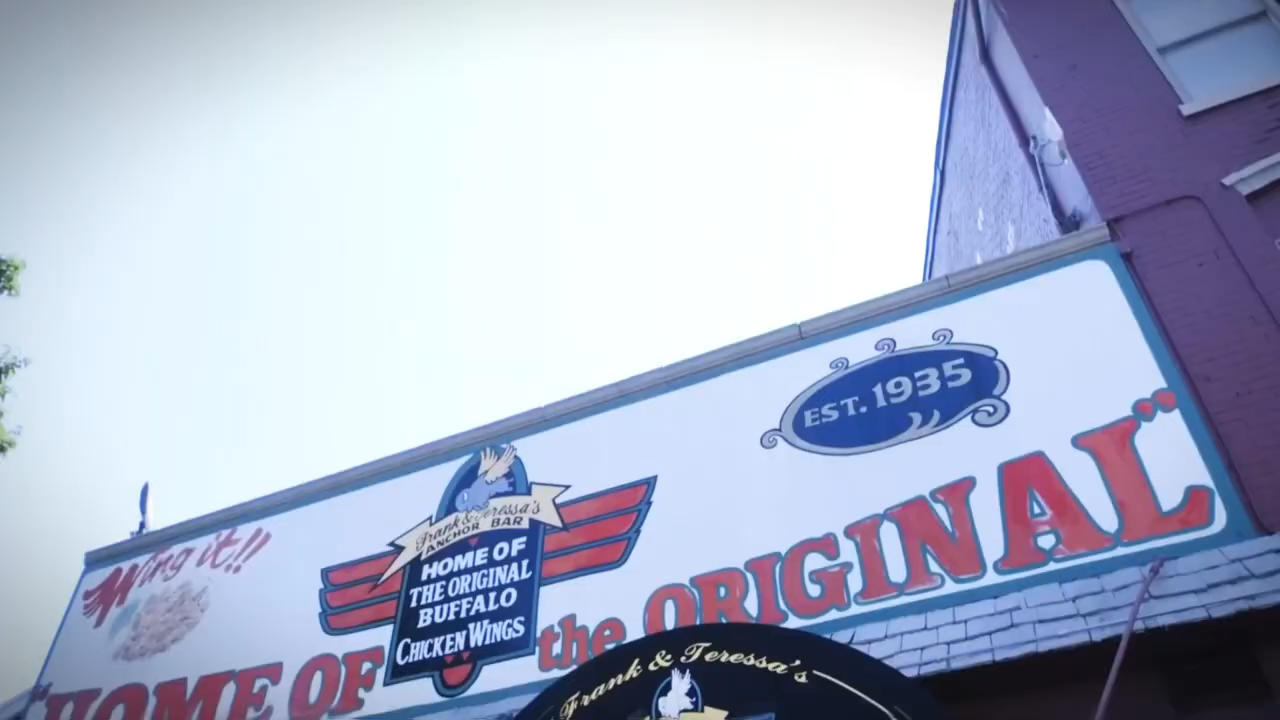 EST. 1935
Wing it!!
Frank & Teressa's
ANCHOR BAR
HOME OF
THE ORIGINAL
BUFFALO
CHICKEN WINGS
"HOME OF the ORIGINAL"
Frank & Teressa's